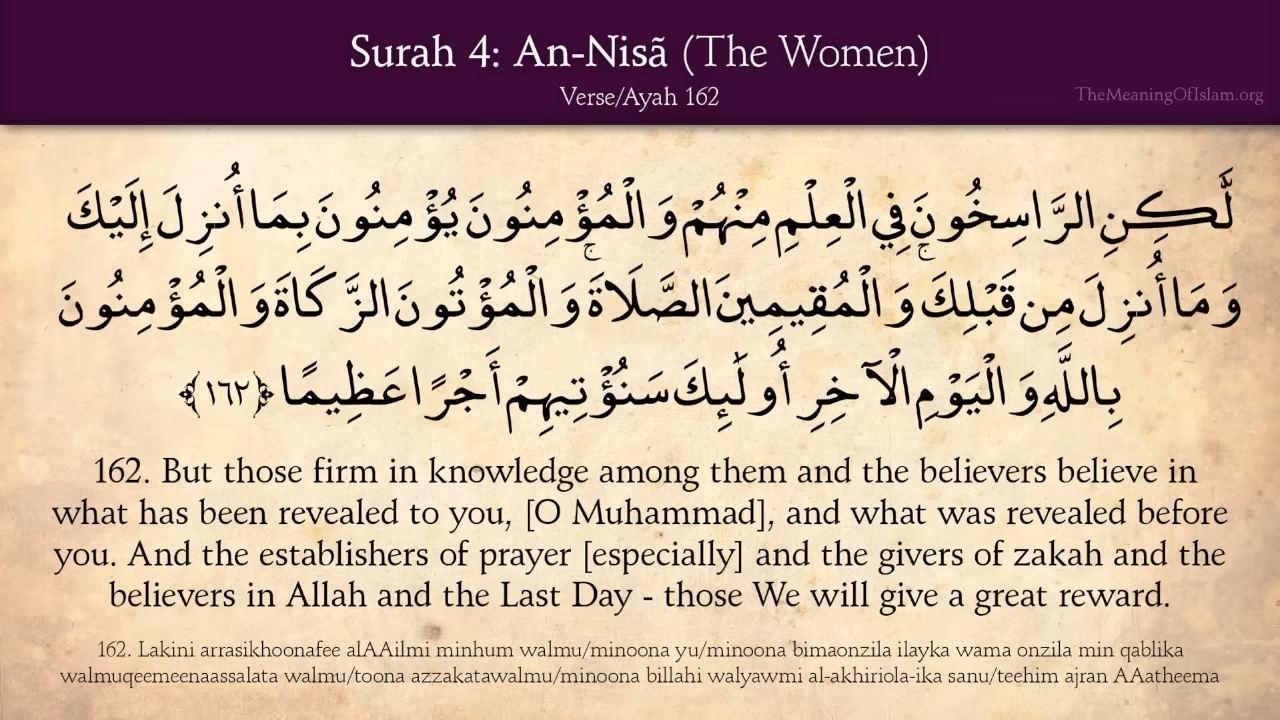 Surah 4: An-Nisã (The Women)
Verse/Ayah 162
TheMeaningOfIslam.org
لَّـٰكِنِ الرَّاسِخُونَ فِي الْعِلْمِ مِنْهُمْ وَالْمُؤْمِنُونَ يُؤْمِنُونَ بِمَا أُنزِلَ إِلَيْكَ
وَمَا أُنزِلَ مِن قَبْلِكَ ۚ وَالْمُقِيمِينَ الصَّلَاةَ ۚ وَالْمُؤْتُونَ الزَّكَاةَ وَالْمُؤْمِنُونَ
بِاللَّهِ وَالْيَوْمِ الْآخِرِ أُولَـٰئِكَ سَنُؤْتِيهِمْ أَجْرًا عَظِيمًا ﴿١٦٢﴾
162. But those firm in knowledge among them and the believers believe in
what has been revealed to you, [O Muhammad], and what was revealed before
you. And the establishers of prayer [especially] and the givers of zakah and the
believers in Allah and the Last Day - those We will give a great reward.
162. Lakini arrasikhoonafee alAAilmi minhum walmu/minoona yu/minoona bimaonzila ilayka wama onzila min qablika
walmuqeemeenaassalata walmu/toona azzakatawalmu/minoona billahi walyawmi al-akhiriola-ika sanu/teehim ajran AAatheema